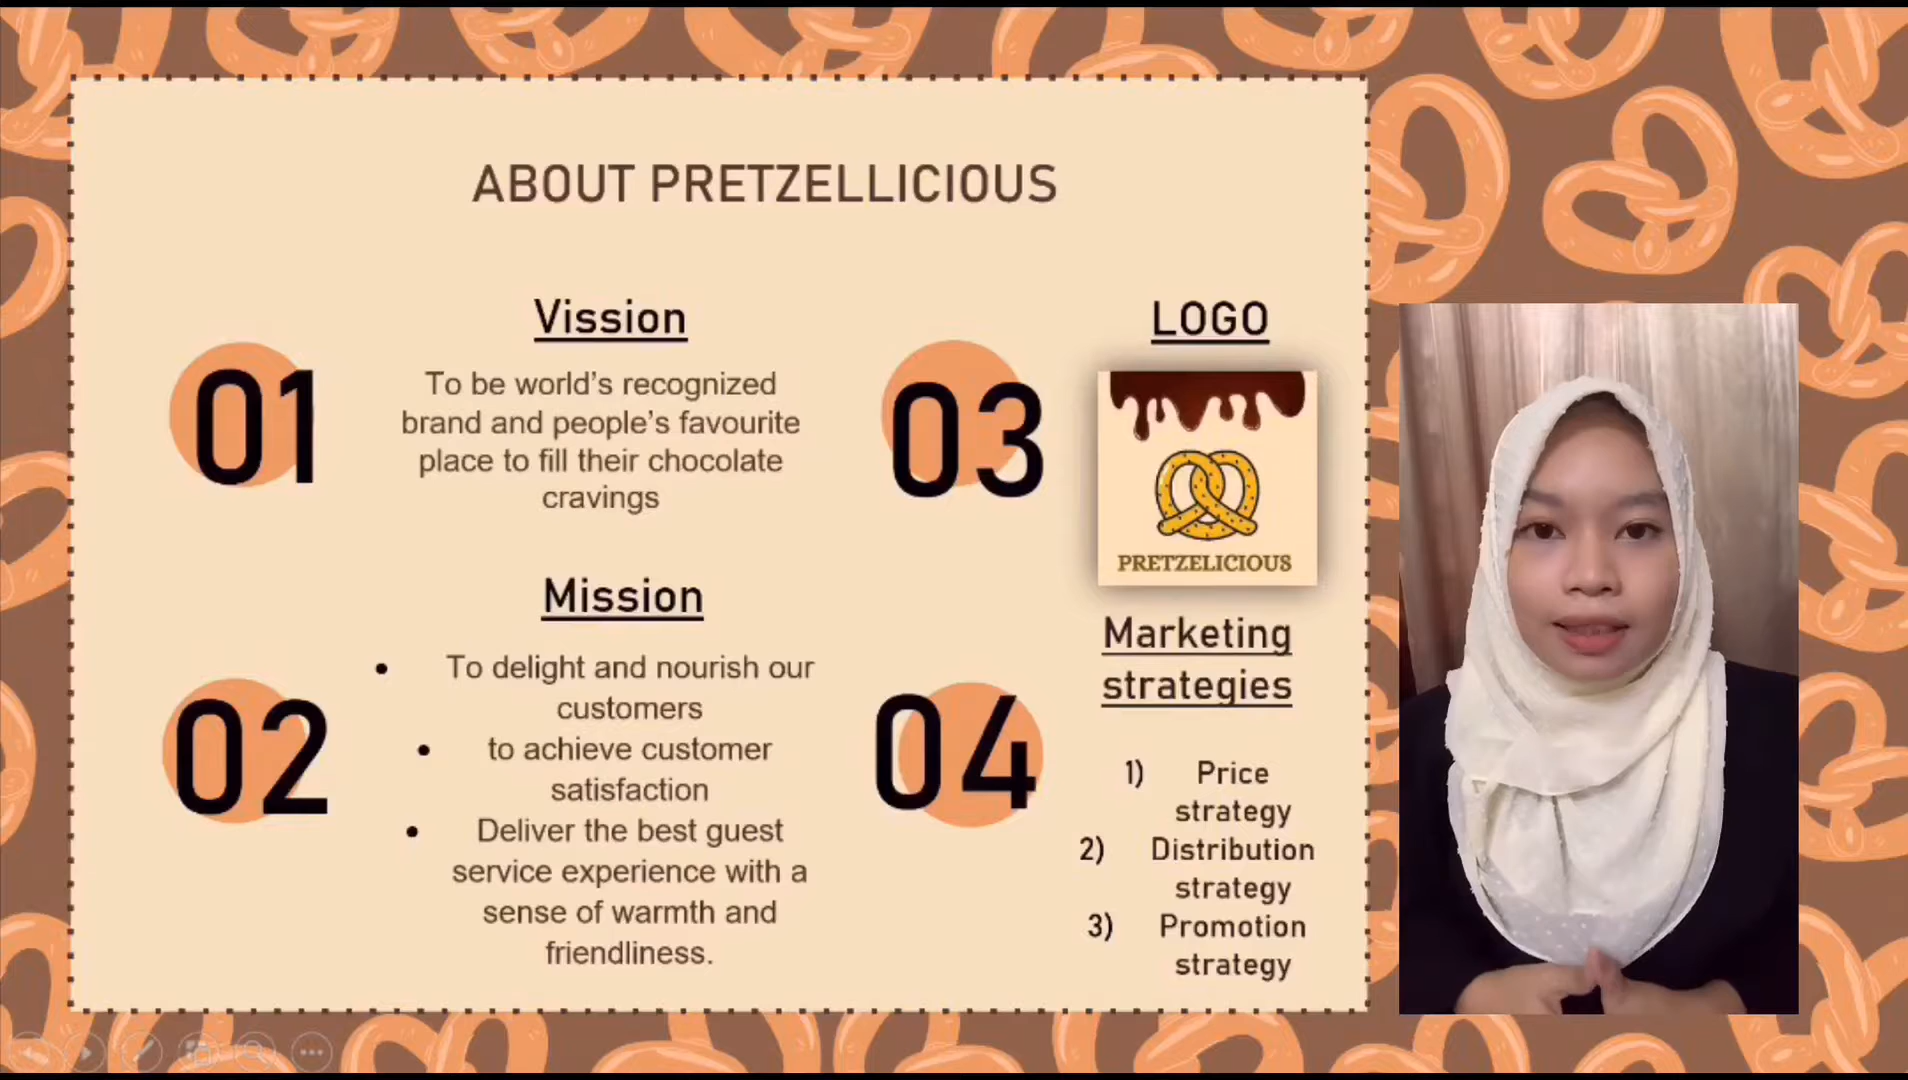 ABOUT PRETZELLICIOUS
01
Vission
To be world’s recognized
brand and people’s favourite
place to fill their chocolate
cravings
02
Mission
• To delight and nourish our
customers
• to achieve customer
satisfaction
• Deliver the best guest
service experience with a
sense of warmth and
friendliness.
03
LOGO
PRETZELICIOUS
04
Marketing
strategies
1) Price
strategy
2) Distribution
strategy
3) Promotion
strategy